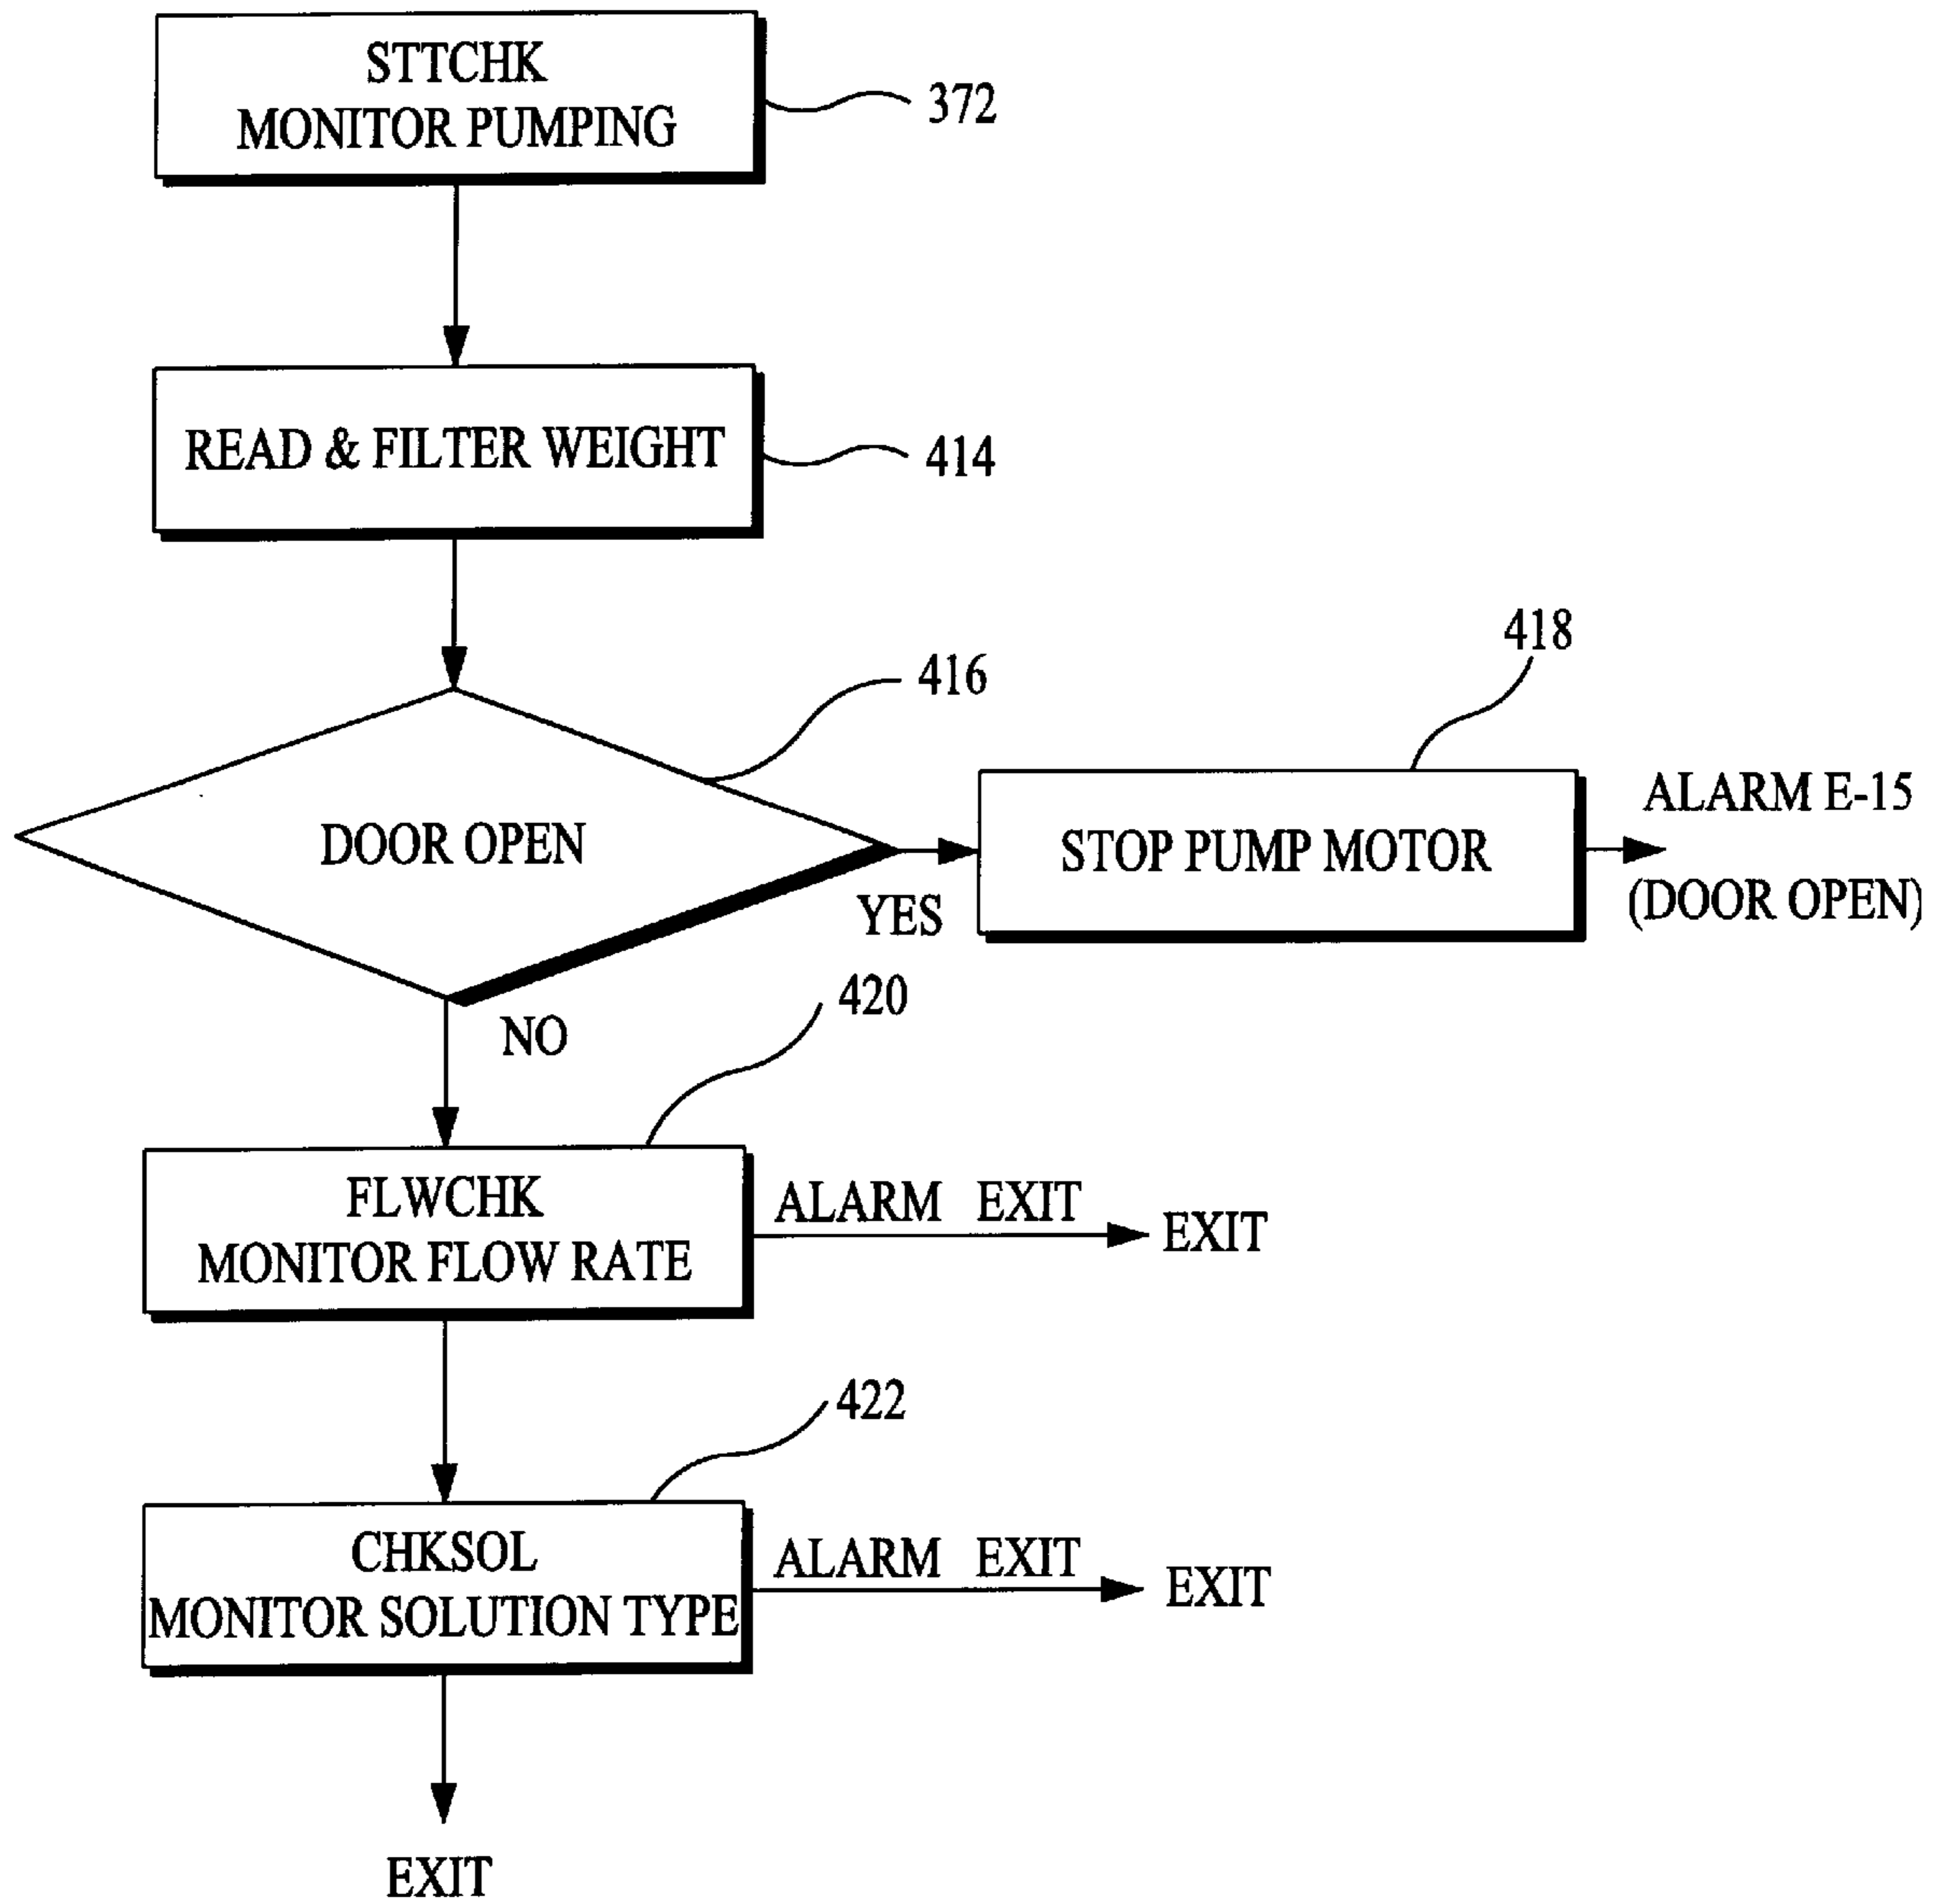 STTCHK
MONITOR PUMPING
372
READ & FILTER WEIGHT
414
416
418
DOOR OPEN
YES
STOP PUMP MOTOR
ALARM E-15
(DOOR OPEN)
NO
420
FLWCHK
MONITOR FLOW RATE
ALARM EXIT
EXIT
422
CHKSOL
MONITOR SOLUTION TYPE
ALARM EXIT
EXIT
EXIT